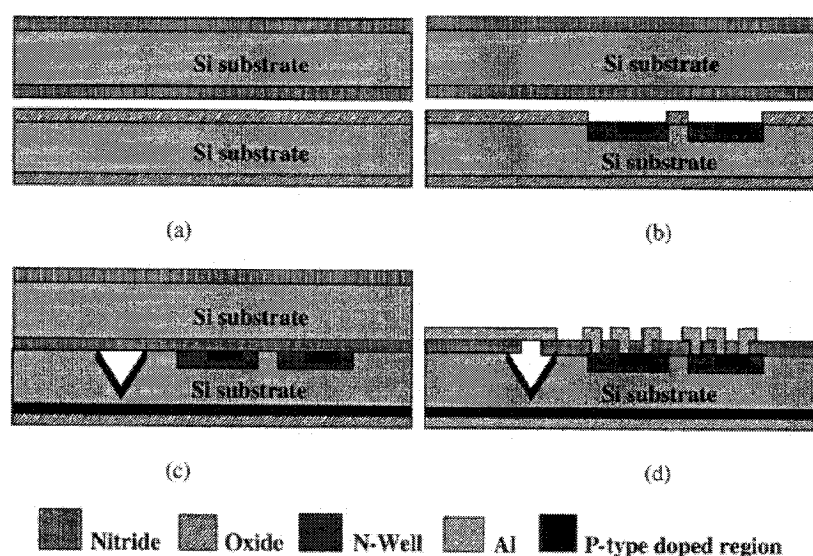 Si substrate
Si substrate
Si substrate
Si substrate
(a)
(b)
Si substrate
Si substrate
Si substrate
(c)
(d)
Nitride Oxide N-Well Al P-type doped region